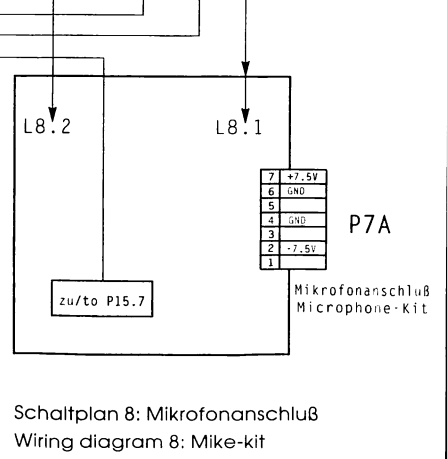 L8.2
L8.1
7 +7.5V
6 GND
5
4 GND
3
2 -7.5V
1
P7A
zu/to P15.7
Mikrofonanschluß
Microphone-Kit
Schaltplan 8: Mikrofonanschluß
Wiring diagram 8: Mike-kit